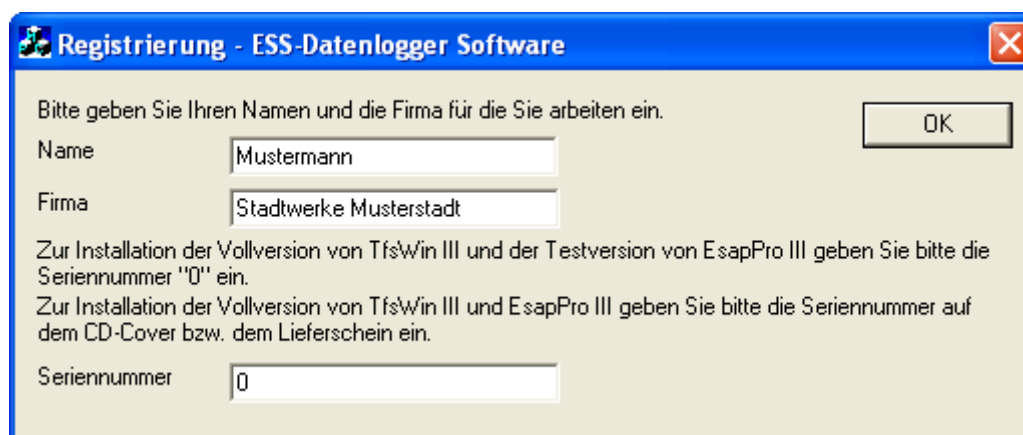 Registrierung - ESS-Datenlogger Software
Bitte geben Sie Ihren Namen und die Firma für die Sie arbeiten ein.
OK
Name
Mustermann
Firma
Stadtwerke Musterstadt
Zur Installation der Vollversion von TfsWin III und der Testversion von EsapPro III geben Sie bitte die
Seriennummer "0" ein.
Zur Installation der Vollversion von TfsWin III und EsapPro III geben Sie bitte die Seriennummer auf
dem CD-Cover bzw. dem Lieferschein ein.
Seriennummer
0